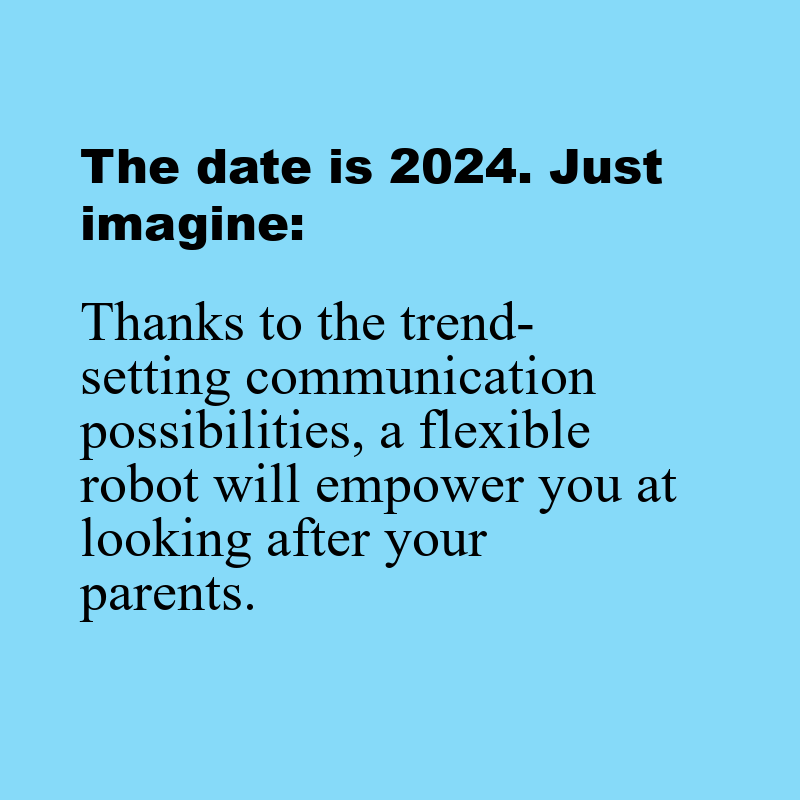 The date is 2024. Just
imagine:
Thanks to the trend-
setting communication
possibilities, a flexible
robot will empower you at
looking after your
parents.